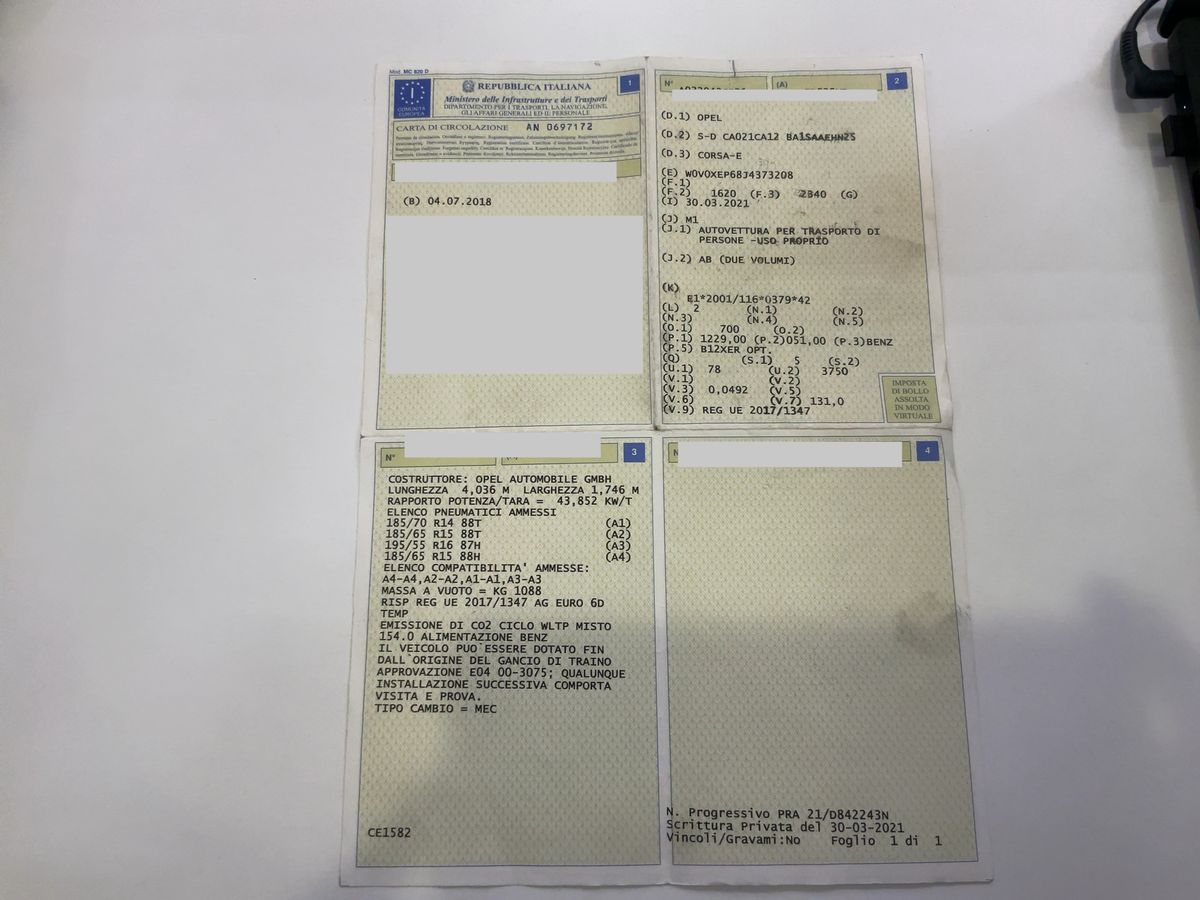 Mod. MC 820 D
I
COMUNITÀ
EUROPEA
REPUBBLICA ITALIANA
Ministero delle Infrastrutture e dei Trasporti
DIPARTIMENTO PER I TRASPORTI, LA NAVIGAZIONE,
GLI AFFARI GENERALI ED IL PERSONALE
1
CARTA DI CIRCOLAZIONE AN 0697172
(B) 04.07.2018
N°
(A)
2
(D.1) OPEL
(D.2) S-D CA021CA12 BA1SAAEHN25
(D.3) CORSA-E
(E) W0V0XEP68J4373208
(F.1)
(F.2) 1620 (F.3) 2840 (G)
(I) 30.03.2021
(J) M1
(J.1) AUTOVETTURA PER TRASPORTO DI
PERSONE -USO PROPRIO
(J.2) AB (DUE VOLUMI)
(K)
E1*2001/116*0379*42
(L) 2 (N.1) (N.2)
(N.3) (N.4) (N.5)
(O.1) 700 (O.2)
(P.1) 1229,00 (P.2)051,00 (P.3)BENZ
(P.5) B12XER OPT.
(Q) (S.1) 5 (S.2)
(U.1) 78 (U.2) 3750
(V.1) (V.2)
(V.3) 0,0492 (V.5)
(V.6) (V.7) 131,0
(V.9) REG UE 2017/1347
IMPOSTA
DI BOLLO
ASSOLTA
IN MODO
VIRTUALE
N°
3
COSTRUTTORE: OPEL AUTOMOBILE GMBH
LUNGHEZZA 4,036 M LARGHEZZA 1,746 M
RAPPORTO POTENZA/TARA = 43,852 KW/T
ELENCO PNEUMATICI AMMESSI
185/70 R14 88T (A1)
185/65 R15 88T (A2)
195/55 R16 87H (A3)
185/65 R15 88H (A4)
ELENCO COMPATIBILITA' AMMESSE:
A4-A4,A2-A2,A1-A1,A3-A3
MASSA A VUOTO = KG 1088
RISP REG UE 2017/1347 AG EURO 6D
TEMP
EMISSIONE DI CO2 CICLO WLTP MISTO
154.0 ALIMENTAZIONE BENZ
IL VEICOLO PUO`ESSERE DOTATO FIN
DALL`ORIGINE DEL GANCIO DI TRAINO
APPROVAZIONE E04 00-3075; QUALUNQUE
INSTALLAZIONE SUCCESSIVA COMPORTA
VISITA E PROVA.
TIPO CAMBIO = MEC
CE1582
4
N. Progressivo PRA 21/D842243N
Scrittura Privata del 30-03-2021
Vincoli/Gravami:No Foglio 1 di 1